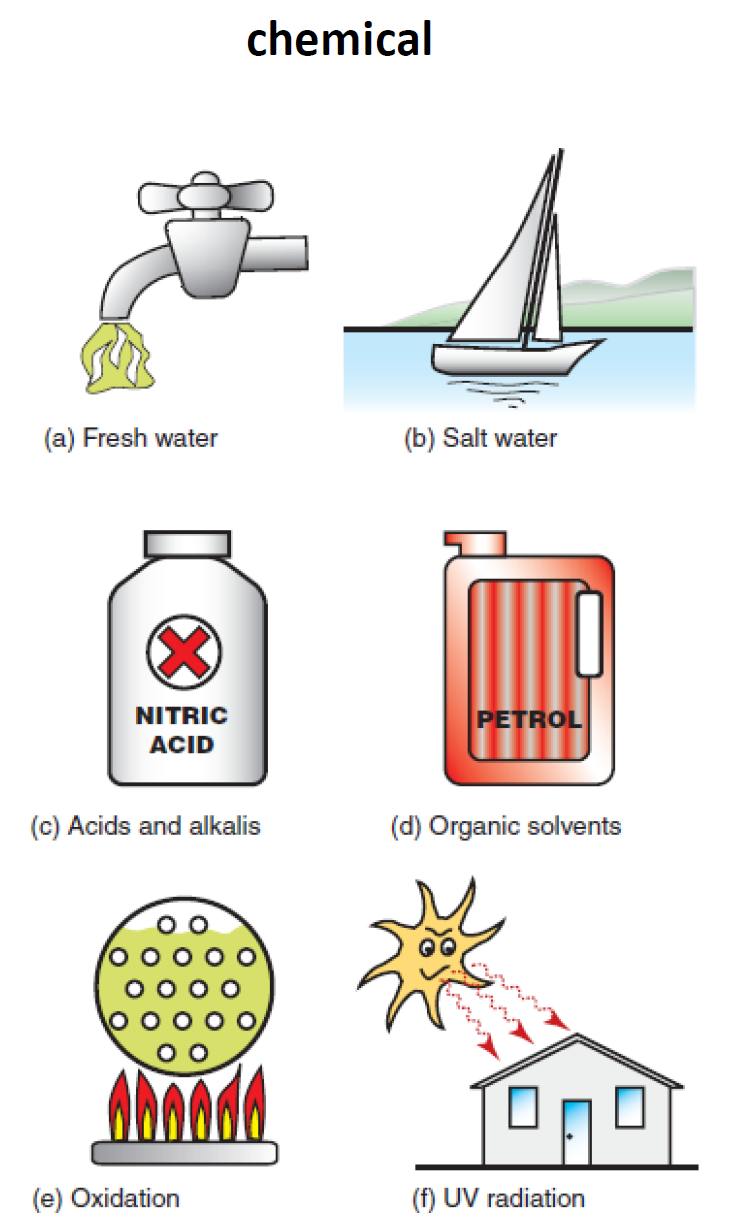 chemical
(a) Fresh water
(b) Salt water
NITRIC
ACID
PETROL
(c) Acids and alkalis
(d) Organic solvents
(e) Oxidation
(f) UV radiation